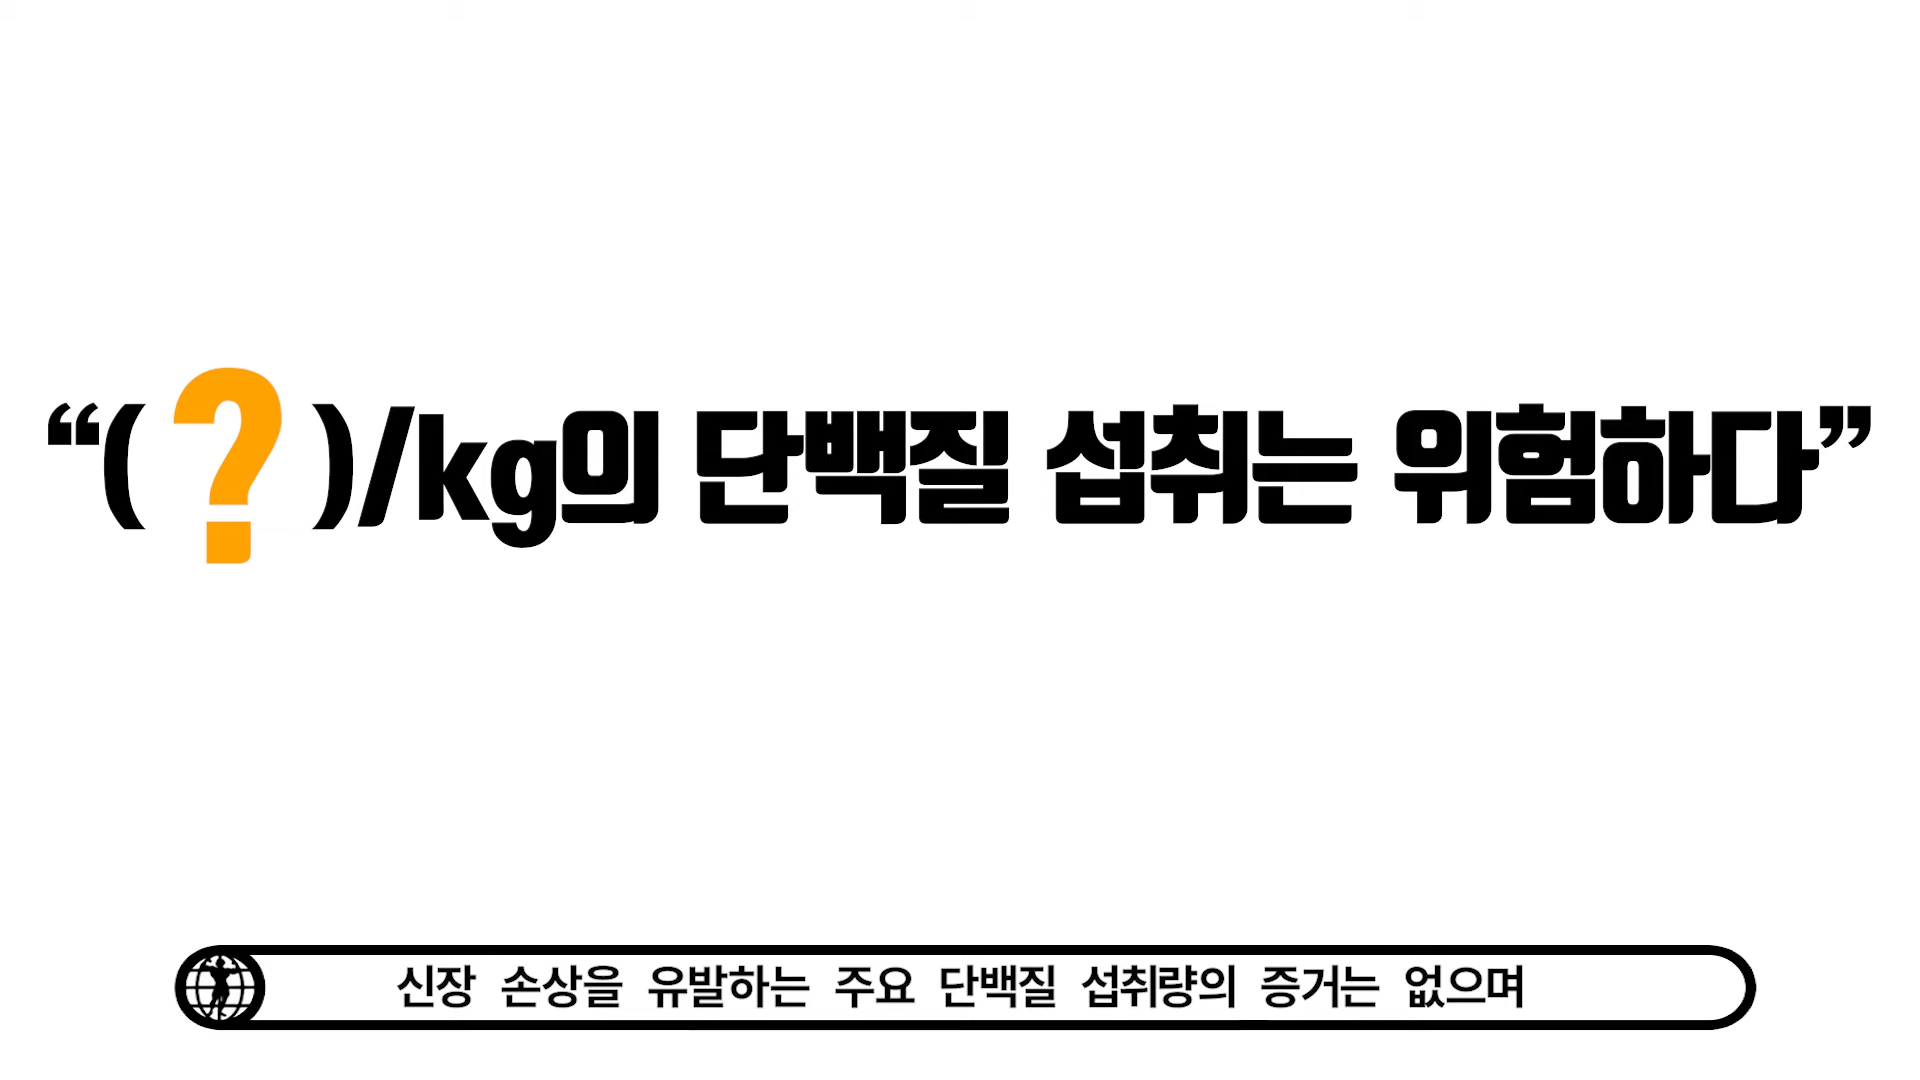 “( ? )/kg의 단백질 섭취는 위험하다”
신장 손상을 유발하는 주요 단백질 섭취량의 증거는 없으며